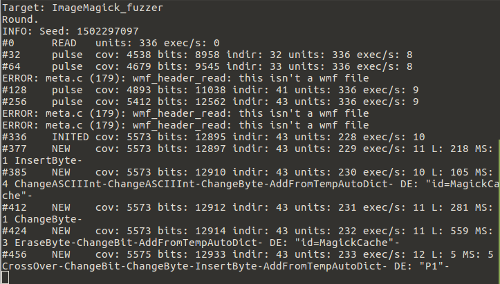 Target: ImageMagick_fuzzer
Round.
INFO: Seed: 1502297097
#0 READ units: 336 exec/s: 0
#32 pulse cov: 4538 bits: 8958 indir: 32 units: 336 exec/s: 8
#64 pulse cov: 4679 bits: 9545 indir: 33 units: 336 exec/s: 8
ERROR: meta.c (179): wmf_header_read: this isn't a wmf file
#128 pulse cov: 4893 bits: 11038 indir: 41 units: 336 exec/s: 9
#256 pulse cov: 5412 bits: 12562 indir: 43 units: 336 exec/s: 9
ERROR: meta.c (179): wmf_header_read: this isn't a wmf file
ERROR: meta.c (179): wmf_header_read: this isn't a wmf file
#336 INITED cov: 5573 bits: 12895 indir: 43 units: 228 exec/s: 10
#377 NEW cov: 5573 bits: 12897 indir: 43 units: 229 exec/s: 11 L: 218 MS:
1 InsertByte-
#385 NEW cov: 5573 bits: 12910 indir: 43 units: 230 exec/s: 10 L: 105 MS:
4 ChangeASCIIInt-ChangeASCIIInt-ChangeByte-AddFromTempAutoDict- DE: "id=MagickCa
che"-
#412 NEW cov: 5573 bits: 12912 indir: 43 units: 231 exec/s: 11 L: 281 MS:
1 ChangeByte-
#424 NEW cov: 5573 bits: 12914 indir: 43 units: 232 exec/s: 11 L: 559 MS:
3 EraseByte-ChangeBit-AddFromTempAutoDict- DE: "id=MagickCache"-
#456 NEW cov: 5575 bits: 12933 indir: 43 units: 233 exec/s: 12 L: 5 MS: 5
CrossOver-ChangeBit-ChangeByte-InsertByte-AddFromTempAutoDict- DE: "P1"-